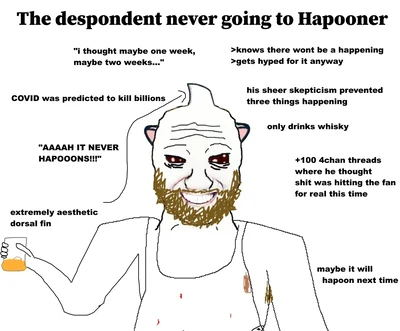 The despondent never going to Hapooner
"i thought maybe one week,
maybe two weeks..."
>knows there wont be a happening
>gets hyped for it anyway
COVID was predicted to kill billions
his sheer skepticism prevented
three things happening
only drinks whisky
"AAAAH IT NEVER
HAPOOONS!!!"
+100 4chan threads
where he thought
shit was hitting the fan
for real this time
extremely aesthetic
dorsal fin
maybe it will
hapoon next time